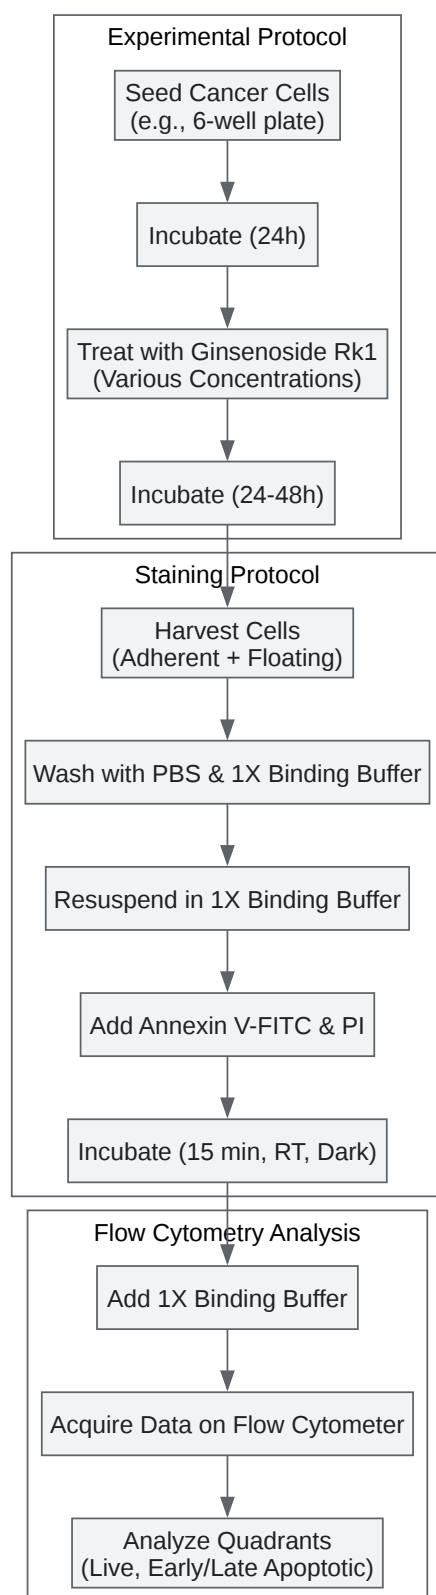 Experimental Protocol
Seed Cancer Cells
(e.g., 6-well plate)
Incubate (24h)
Treat with Ginsenoside Rk1
(Various Concentrations)
Incubate (24-48h)
Staining Protocol
Harvest Cells
(Adherent + Floating)
Wash with PBS & 1X Binding Buffer
Resuspend in 1X Binding Buffer
Add Annexin V-FITC & PI
Incubate (15 min, RT, Dark)
Flow Cytometry Analysis
Add 1X Binding Buffer
Acquire Data on Flow Cytometer
Analyze Quadrants
(Live, Early/Late Apoptotic)